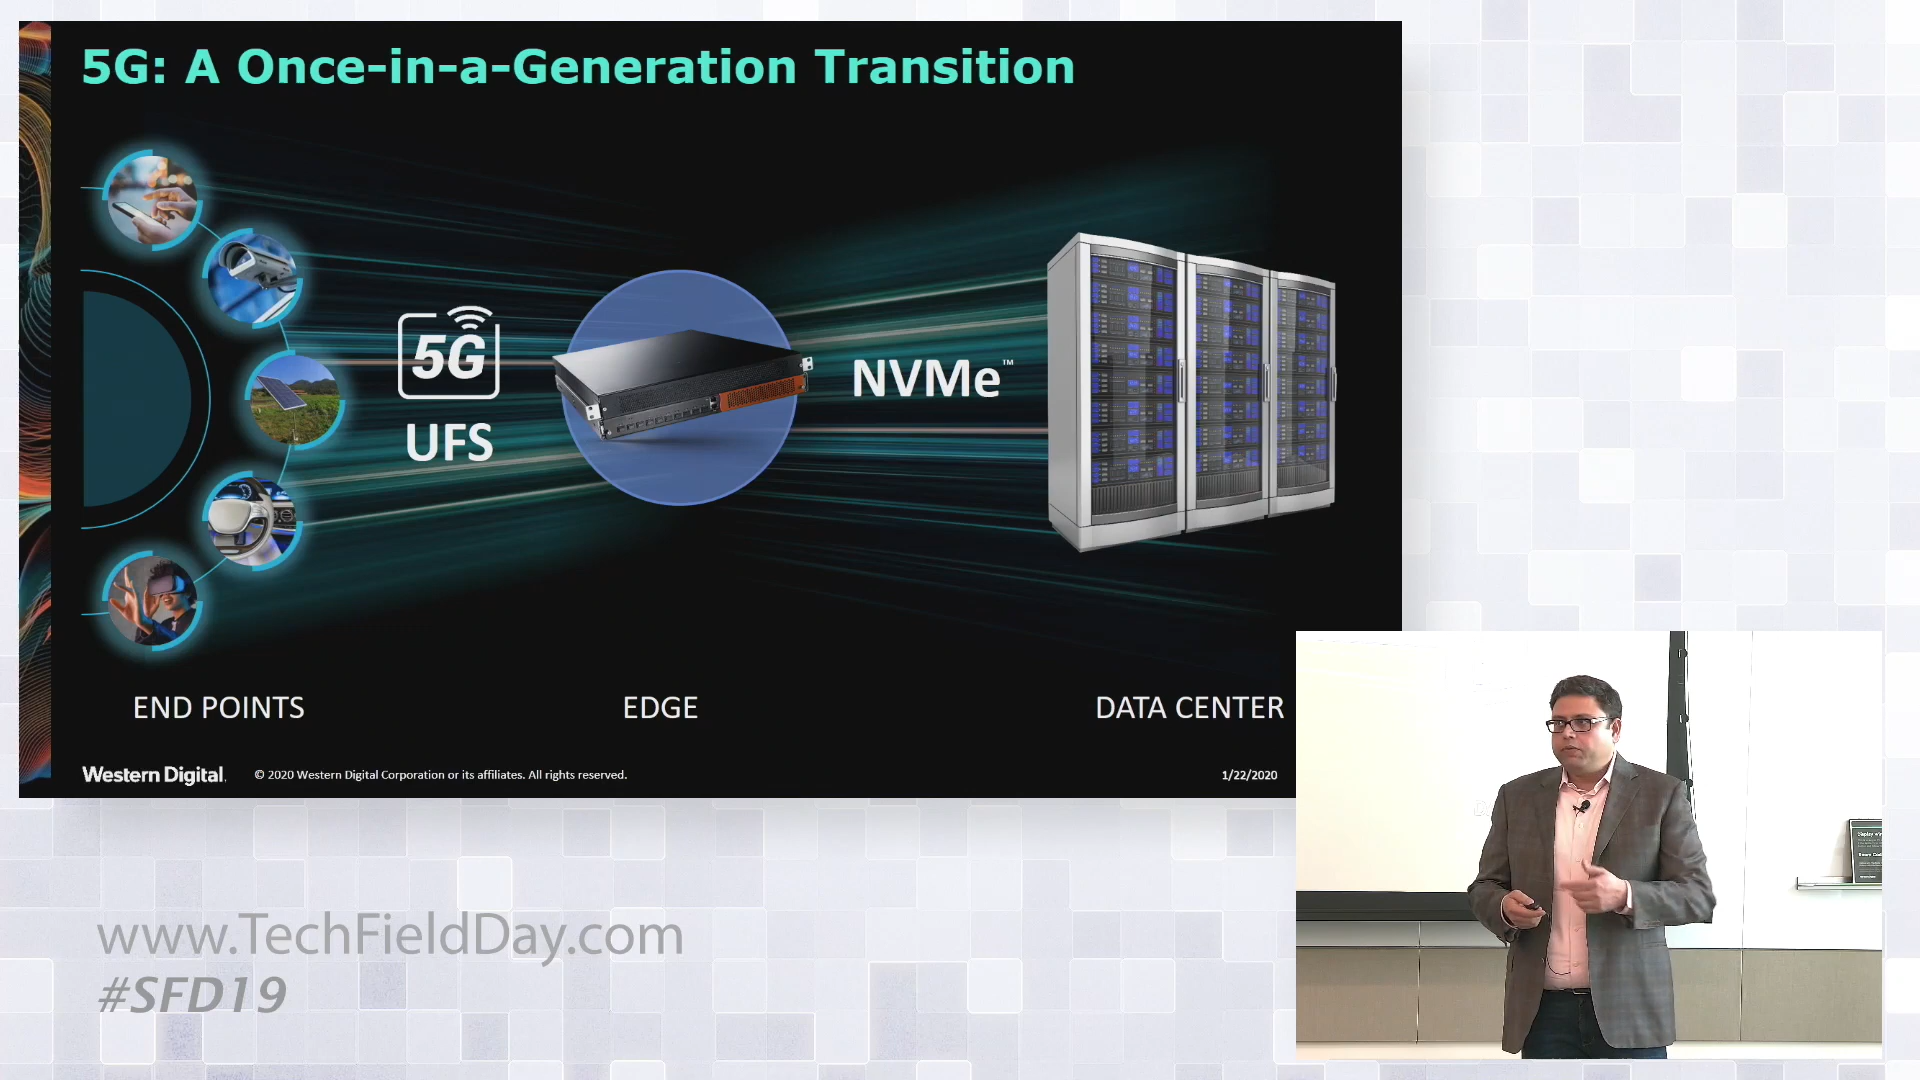 5G: A Once-in-a-Generation Transition
5G
UFS
NVMe™
END POINTS
EDGE
DATA CENTER
Western Digital.
© 2020 Western Digital Corporation or its affiliates. All rights reserved.
1/22/2020
www.TechFieldDay.com
#SFD19